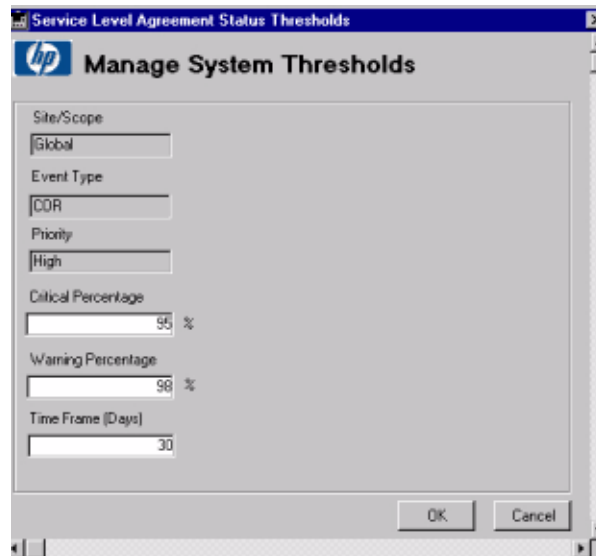 Service Level Agreement Status Thresholds
hp Manage System Thresholds
Site/Scope
Global
Event Type
COR
Priority
High
Critical Percentage
95 %
Warning Percentage
98 %
Time Frame (Days)
30
OK Cancel